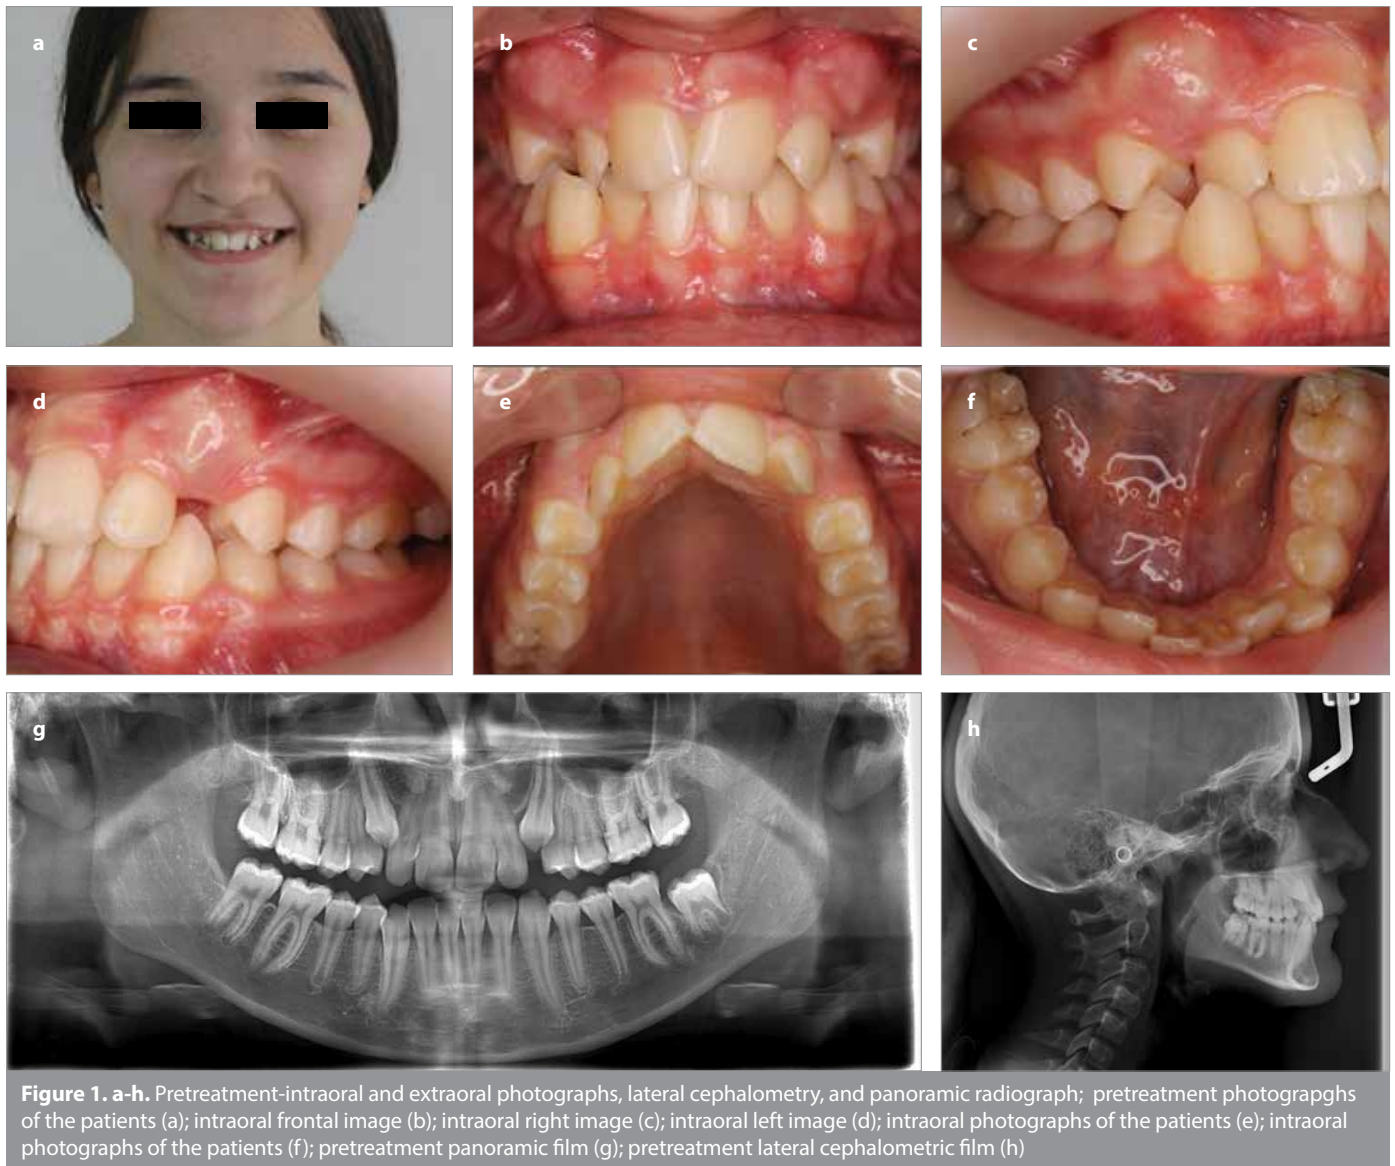 a
b
c
d
e
f
g
h
Figure 1. a-h. Pretreatment-intraoral and extraoral photographs, lateral cephalometry, and panoramic radiograph; pretreatment photograpghs
of the patients (a); intraoral frontal image (b); intraoral right image (c); intraoral left image (d); intraoral photographs of the patients (e); intraoral
photographs of the patients (f); pretreatment panoramic film (g); pretreatment lateral cephalometric film (h)